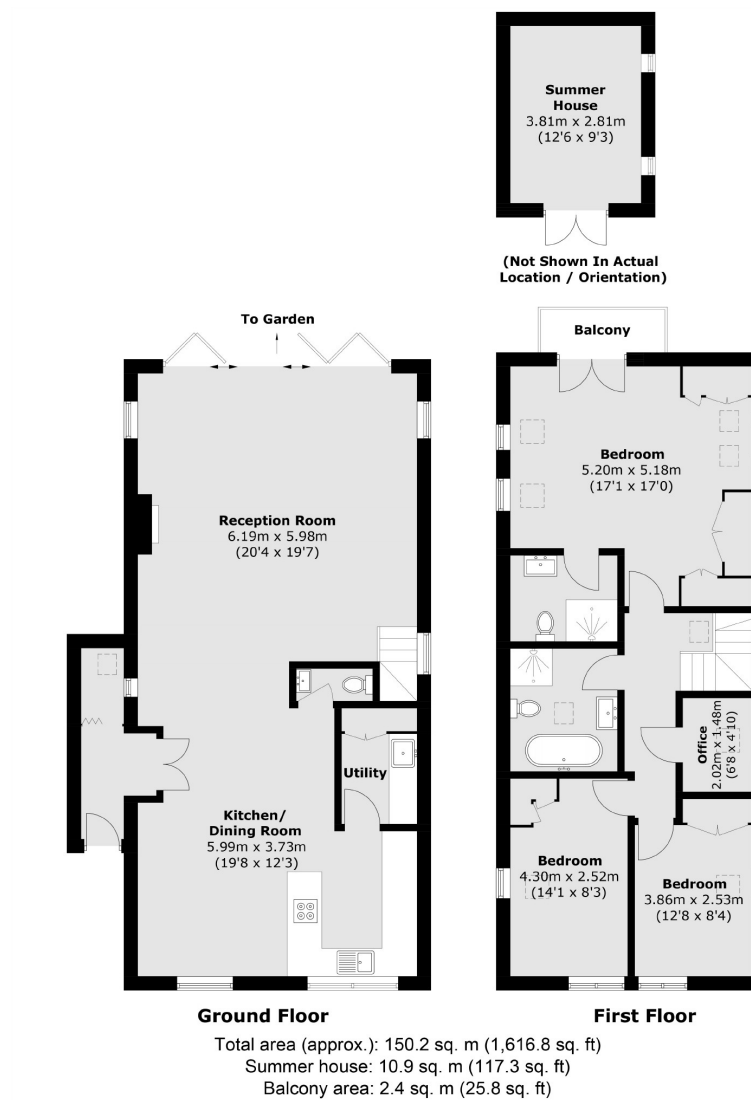 Summer
House
3.81m x 2.81m
(12'6 x 9'3)
(Not Shown In Actual
Location / Orientation)
To Garden
Balcony
Reception Room
6.19m x 5.98m
(20'4 x 19'7)
Bedroom
5.20m x 5.18m
(17'1 x 17'0)
Utility
Kitchen/
Dining Room
5.99m x 3.73m
(19'8 x 12'3)
Office
2.02m x 1.48m
(6'8 x 4'10)
Bedroom
4.30m x 2.52m
(14'1 x 8'3)
Bedroom
3.86m x 2.53m
(12'8 x 8'4)
Ground Floor
First Floor
Total area (approx.): 150.2 sq. m (1,616.8 sq. ft)
Summer house: 10.9 sq. m (117.3 sq. ft)
Balcony area: 2.4 sq. m (25.8 sq. ft)